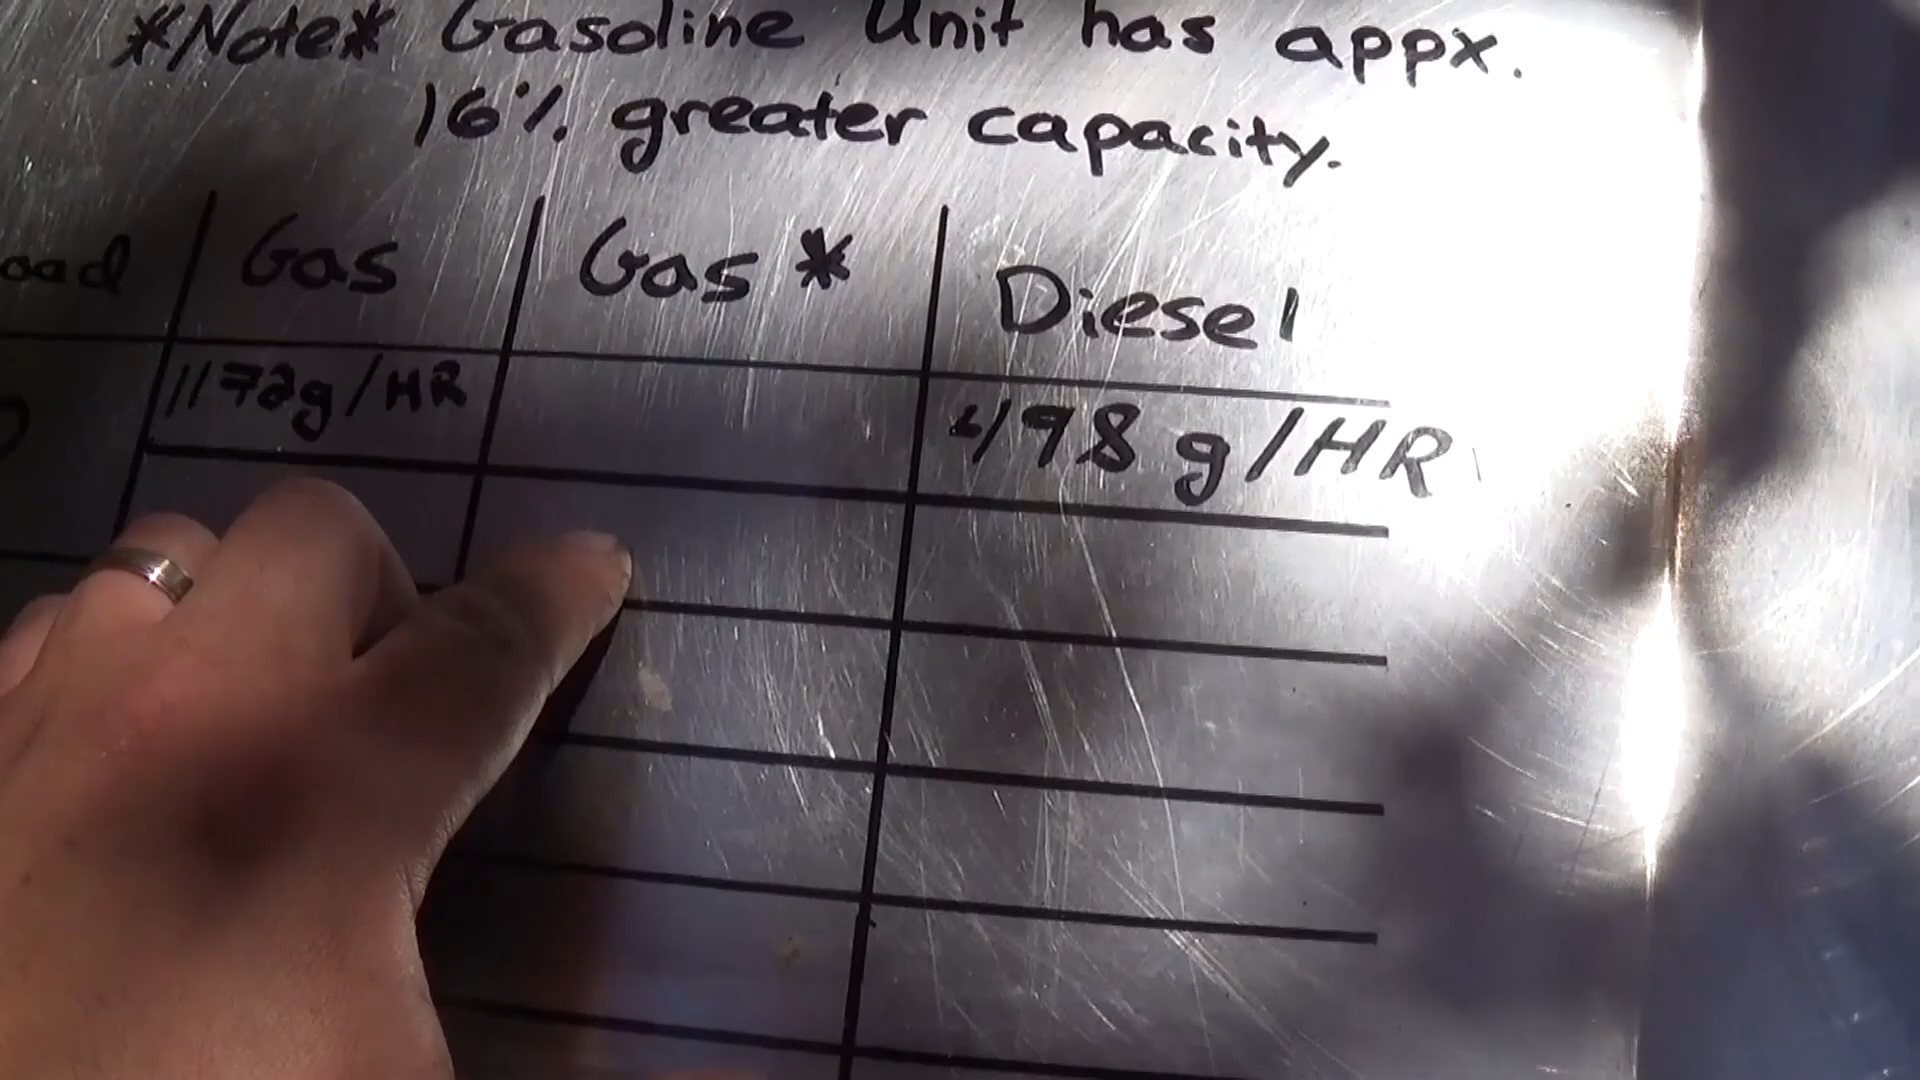 *Note* Gasoline Unit has appx.
16% greater capacity.
oad Gas Gas * Diesel
1172g/HR 498 g/HR